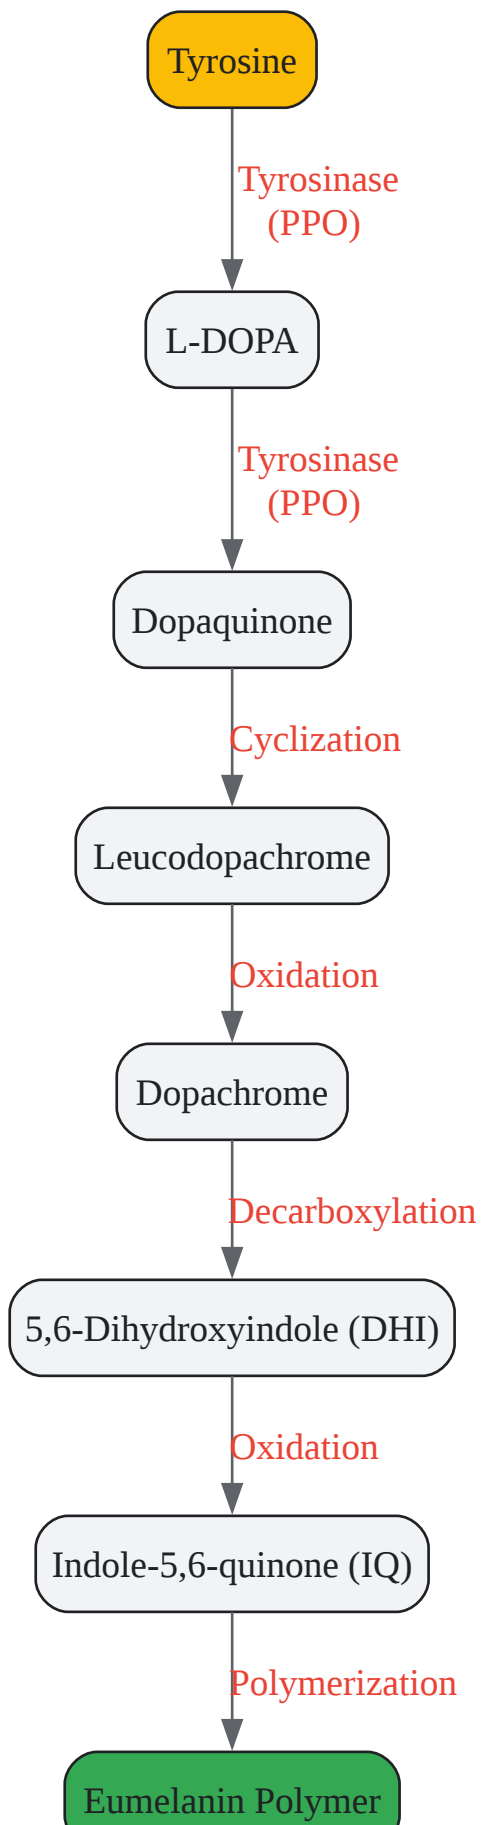 Tyrosine
Tyrosinase
(PPO)
L-DOPA
Tyrosinase
(PPO)
Dopaquinone
Cyclization
Leucodopachrome
Oxidation
Dopachrome
Decarboxylation
5,6-Dihydroxyindole (DHI)
Oxidation
Indole-5,6-quinone (IQ)
Polymerization
Eumelanin Polymer